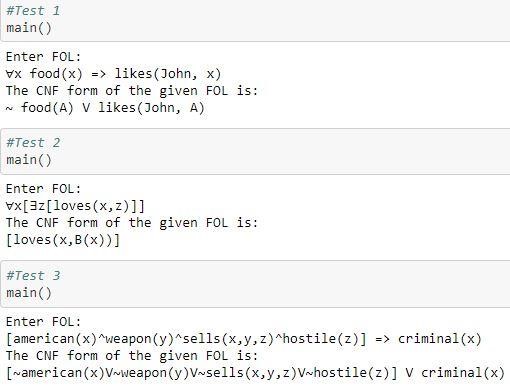 #Test 1
main()
Enter FOL:
∀x food(x) => likes(John, x)
The CNF form of the given FOL is:
~ food(A) V likes(John, A)
#Test 2
main()
Enter FOL:
∀x[∃z[loves(x,z)]]
The CNF form of the given FOL is:
[loves(x,B(x))]
#Test 3
main()
Enter FOL:
[american(x)^weapon(y)^sells(x,y,z)^hostile(z)] => criminal(x)
The CNF form of the given FOL is:
[~american(x)V~weapon(y)V~sells(x,y,z)V~hostile(z)] V criminal(x)